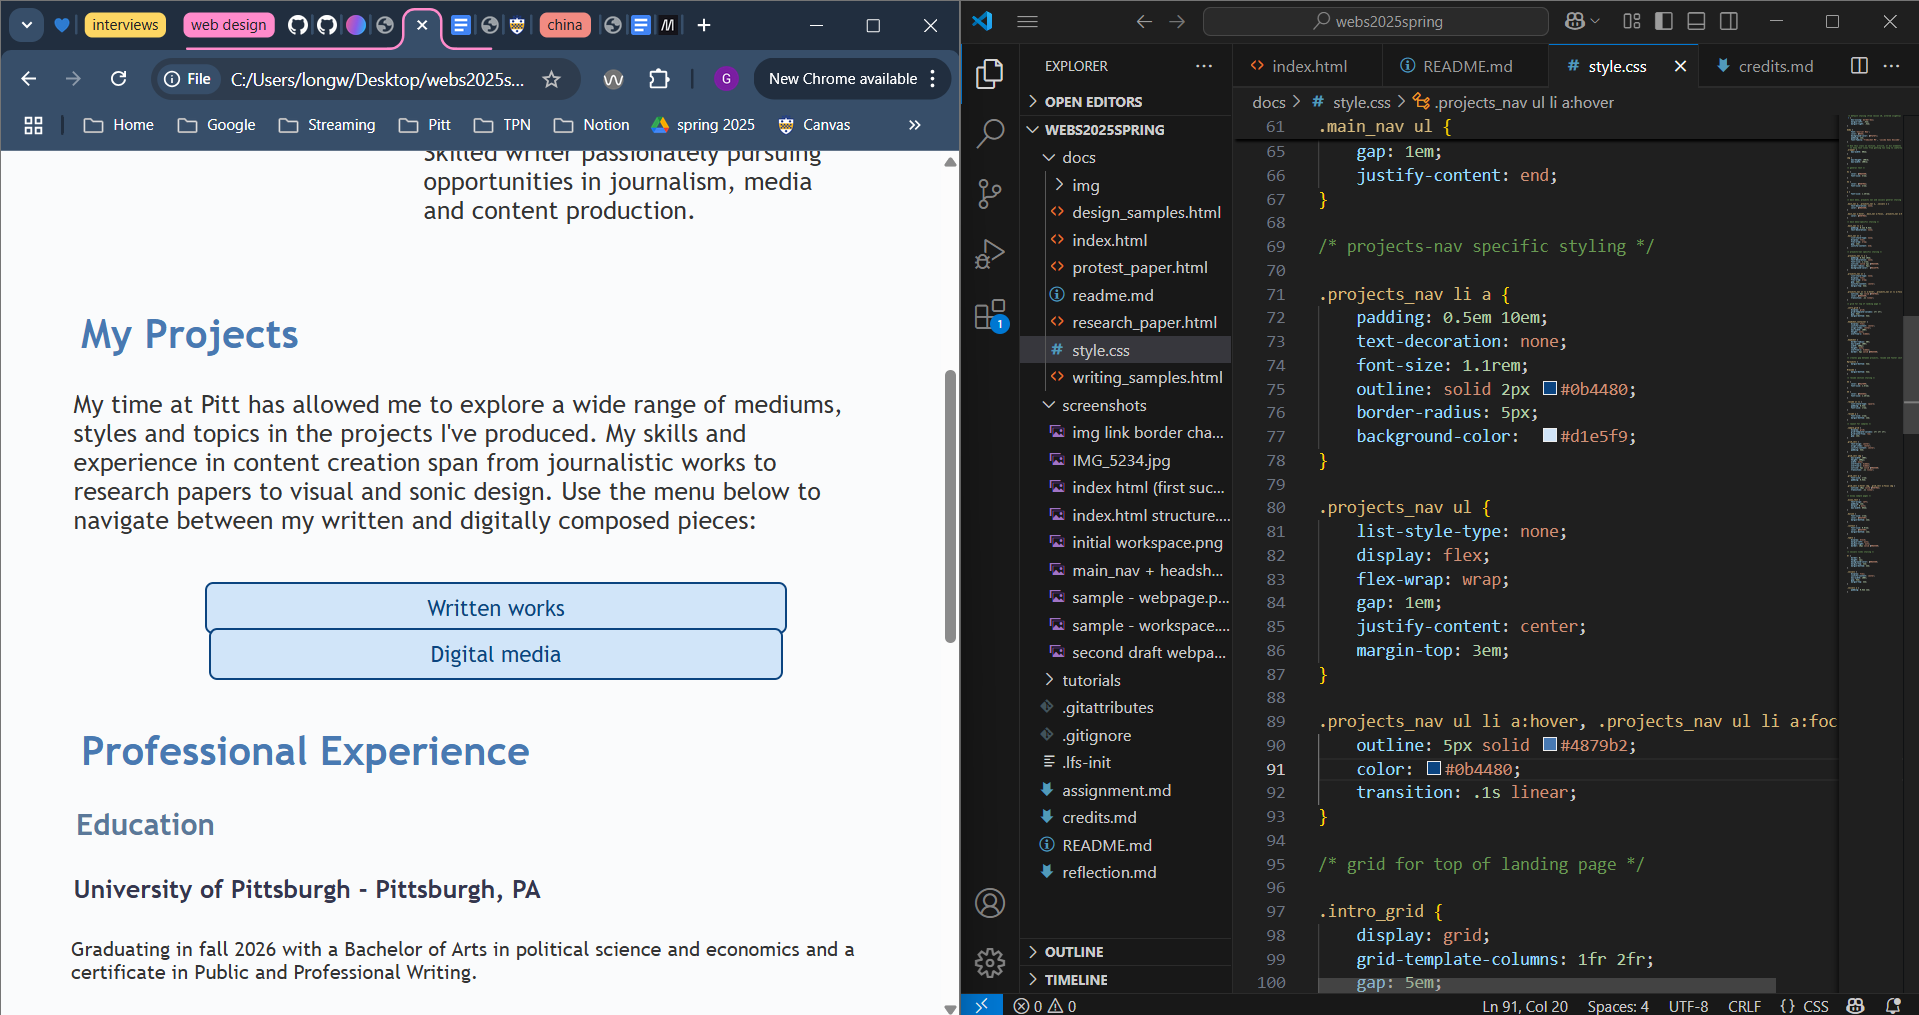 interviews
web design
china
File
C:/Users/longw/Desktop/webs2025s...
G
New Chrome available
Home
Google
Streaming
Pitt
TPN
Notion
spring 2025
Canvas
Skilled writer passionately pursuing
opportunities in journalism, media
and content production.
My Projects
My time at Pitt has allowed me to explore a wide range of mediums,
styles and topics in the projects I've produced. My skills and
experience in content creation span from journalistic works to
research papers to visual and sonic design. Use the menu below to
navigate between my written and digitally composed pieces:
Written works
Digital media
Professional Experience
Education
University of Pittsburgh - Pittsburgh, PA
Graduating in fall 2026 with a Bachelor of Arts in political science and economics and a
certificate in Public and Professional Writing.
webs2025spring
EXPLORER
OPEN EDITORS
WEBS2025SPRING
docs
img
design_samples.html
index.html
protest_paper.html
readme.md
research_paper.html
style.css
writing_samples.html
screenshots
img link border cha...
IMG_5234.jpg
index html (first suc...
index.html structure....
initial workspace.png
main_nav + headsh...
sample - webpage.p...
sample - workspace....
second draft webpa...
tutorials
.gitattributes
.gitignore
.lfs-init
assignment.md
credits.md
README.md
reflection.md
OUTLINE
TIMELINE
1
index.html
README.md
style.css
credits.md
docs > # style.css > .projects_nav ul li a:hover
61 .main_nav ul {
65 gap: 1em;
66 justify-content: end;
67 }
68
69 /* projects-nav specific styling */
70
71 .projects_nav li a {
72 padding: 0.5em 10em;
73 text-decoration: none;
74 font-size: 1.1rem;
75 outline: solid 2px #0b4480;
76 border-radius: 5px;
77 background-color: #d1e5f9;
78 }
79
80 .projects_nav ul {
81 list-style-type: none;
82 display: flex;
83 flex-wrap: wrap;
84 gap: 1em;
85 justify-content: center;
86 margin-top: 3em;
87 }
88
89 .projects_nav ul li a:hover, .projects_nav ul li a:foc
90 outline: 5px solid #4879b2;
91 color: #0b4480;
92 transition: .1s linear;
93 }
94
95 /* grid for top of landing page */
96
97 .intro_grid {
98 display: grid;
99 grid-template-columns: 1fr 2fr;
100 gap: 5em;
0 0
Ln 91, Col 20
Spaces: 4
UTF-8
CRLF
{} CSS